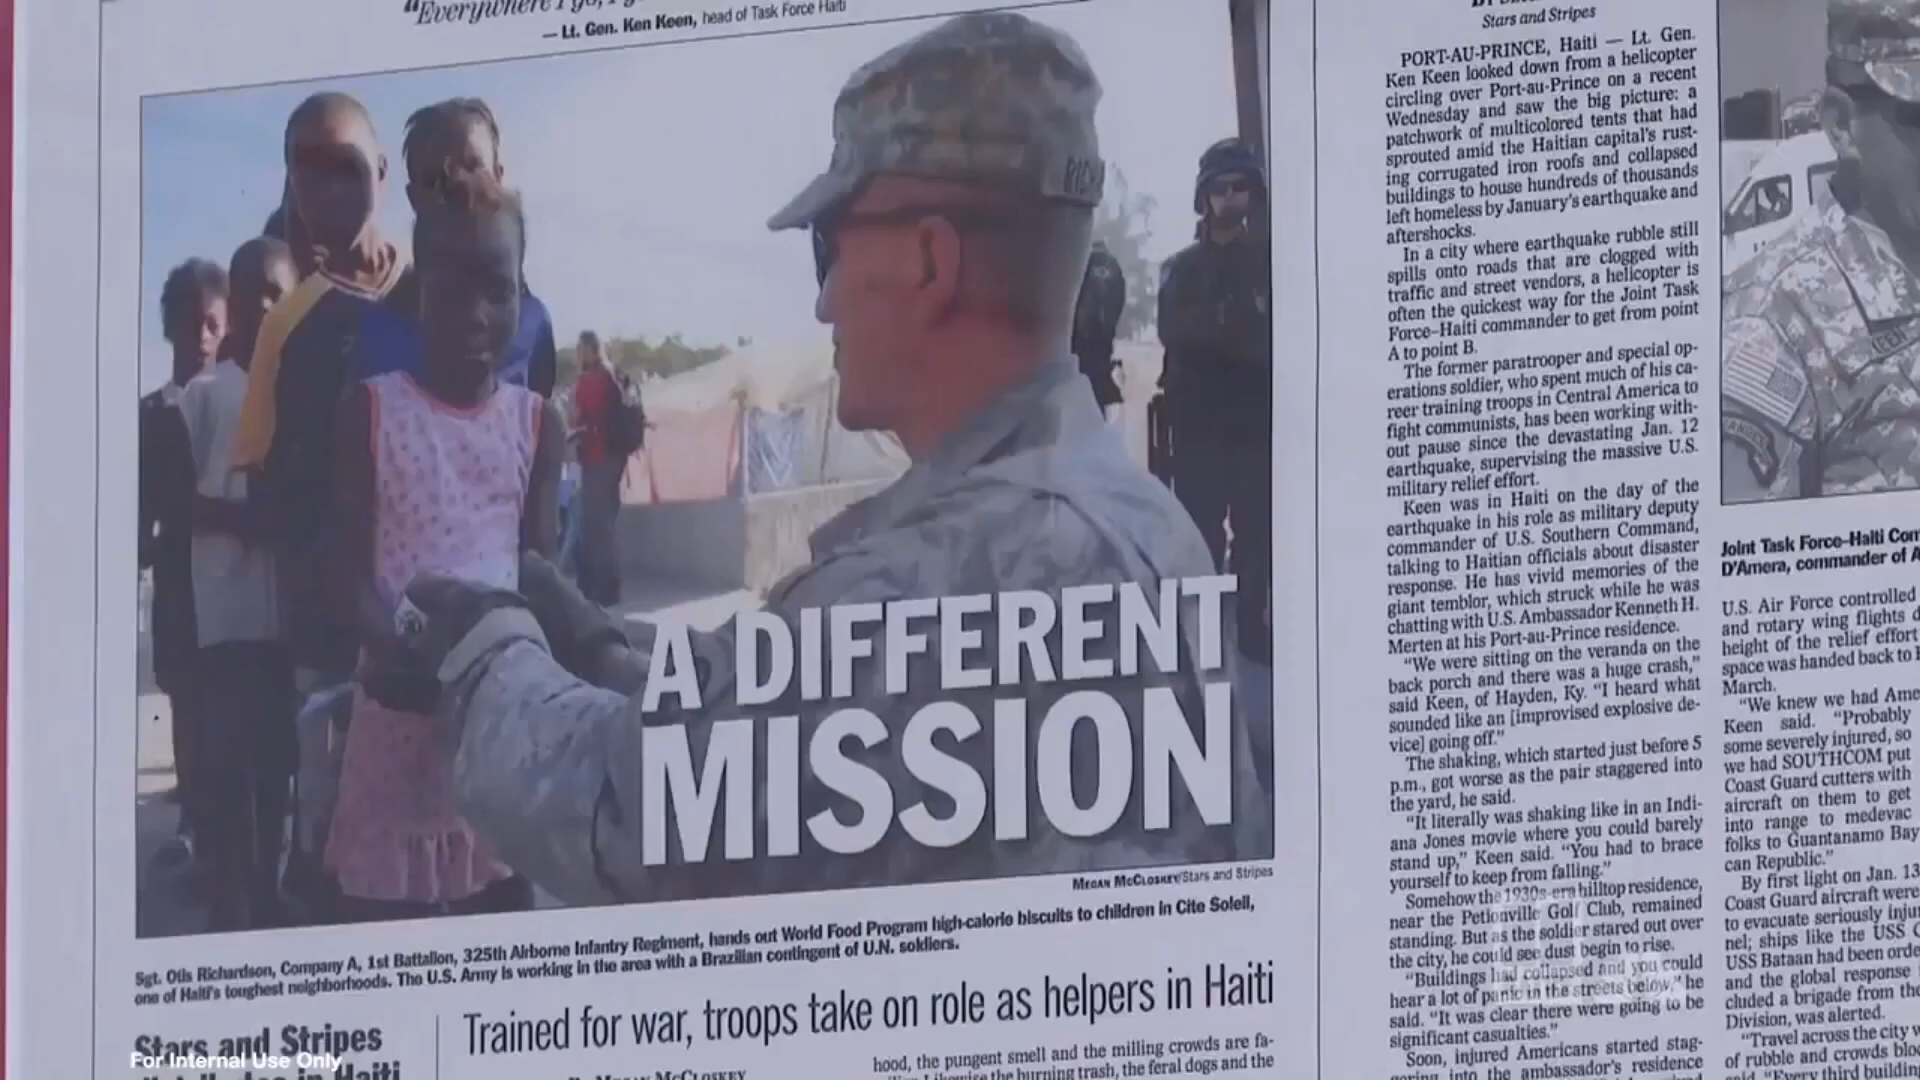 "Everywhere I go,
— Lt. Gen. Ken Keen, head of Task Force Haiti
A DIFFERENT
MISSION
MEGAN MCCLOSKEY/Stars and Stripes
Sgt. Otis Richardson, Company A, 1st Battalion, 325th Airborne Infantry Regiment, hands out World Food Program high-calorie biscuits to children in Cite Soleil,
one of Haiti's toughest neighborhoods. The U.S. Army is working in the area with a Brazilian contingent of U.N. soldiers.
Stars and Stripes
in Haiti
For Internal Use Only
Trained for war, troops take on role as helpers in Haiti
MEGAN MCCLOSKEY
hood, the pungent smell and the milling crowds are fa-
the burning trash, the feral dogs and the
Stars and Stripes
PORT-AU-PRINCE, Haiti — Lt. Gen.
Ken Keen looked down from a helicopter
circling over Port-au-Prince on a recent
Wednesday and saw the big picture: a
patchwork of multicolored tents that had
sprouted amid the Haitian capital's rust-
ing corrugated iron roofs and collapsed
buildings to house hundreds of thousands
left homeless by January's earthquake and
aftershocks.
In a city where earthquake rubble still
spills onto roads that are clogged with
traffic and street vendors, a helicopter is
often the quickest way for the Joint Task
Force–Haiti commander to get from point
A to point B.
The former paratrooper and special op-
erations soldier, who spent much of his ca-
reer training troops in Central America to
fight communists, has been working with-
out pause since the devastating Jan. 12
earthquake, supervising the massive U.S.
military relief effort.
Keen was in Haiti on the day of the
earthquake in his role as military deputy
commander of U.S. Southern Command,
talking to Haitian officials about disaster
response. He has vivid memories of the
giant temblor, which struck while he was
chatting with U.S. Ambassador Kenneth H.
Merten at his Port-au-Prince residence.
"We were sitting on the veranda on the
back porch and there was a huge crash,"
said Keen, of Hayden, Ky. "I heard what
sounded like an [improvised explosive de-
vice] going off."
The shaking, which started just before 5
p.m., got worse as the pair staggered into
the yard, he said.
"It literally was shaking like in an Indi-
ana Jones movie where you could barely
stand up," Keen said. "You had to brace
yourself to keep from falling."
Somehow the 1930s-era hilltop residence,
near the Petionville Golf Club, remained
standing. But as the soldier stared out over
the city, he could see dust begin to rise.
"Buildings had collapsed and you could
hear a lot of panic in the streets below," he
said. "It was clear there were going to be
significant casualties."
Soon, injured Americans started stag-
gering into the ambassador's residence
Joint Task Force–Haiti Com
D'Amera, commander of A
U.S. Air Force controlled
and rotary wing flights d
height of the relief effort
space was handed back to H
March.
"We knew we had Ame
Keen said. "Probably
some severely injured, so
we had SOUTHCOM put
Coast Guard cutters with
aircraft on them to get
into range to medevac
folks to Guantanamo Bay
can Republic."
By first light on Jan. 13
Coast Guard aircraft were
to evacuate seriously injur
nel; ships like the USS C
USS Bataan had been orde
and the global response
cluded a brigade from the
Division, was alerted.
"Travel across the city w
of rubble and crowds bloc
said. "Every third building